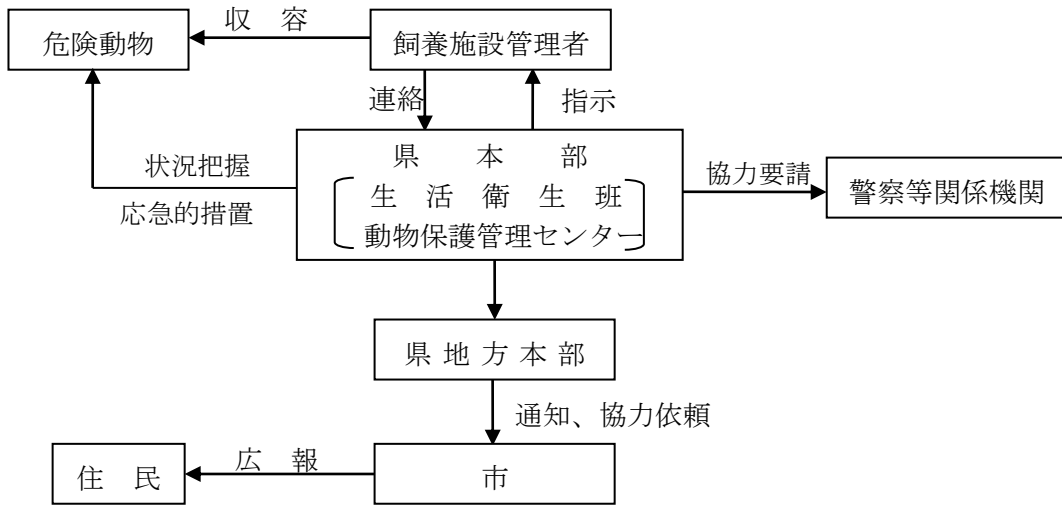 収 容
危険動物
飼養施設管理者
連絡
指示
県 本 部
状況把握
協力要請
生 活 衛 生 班
警察等関係機関
応急的措置
動物保護管理センター
県 地 方 本 部
通知、協力依頼
広 報
住 民
市